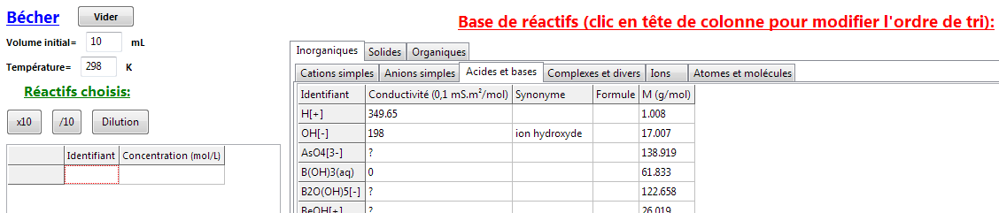 Bécher Vider
Volume initial= 10 mL
Température= 298 K
Réactifs choisis:
x10 /10 Dilution
Identifiant Concentration (mol/L)
Base de réactifs (clic en tête de colonne pour modifier l'ordre de tri):
Inorganiques Solides Organiques
Cations simples Anions simples Acides et bases Complexes et divers Ions Atomes et molécules
Identifiant Conductivité (0,1 mS.m²/mol) Synonyme Formule M (g/mol)
H[+] 349.65 1.008
OH[-] 198 ion hydroxyde 17.007
AsO4[3-] ? 138.919
B(OH)3(aq) 0 61.833
B2O(OH)5[-] ? 122.658
BeOH[+] ? 26.019